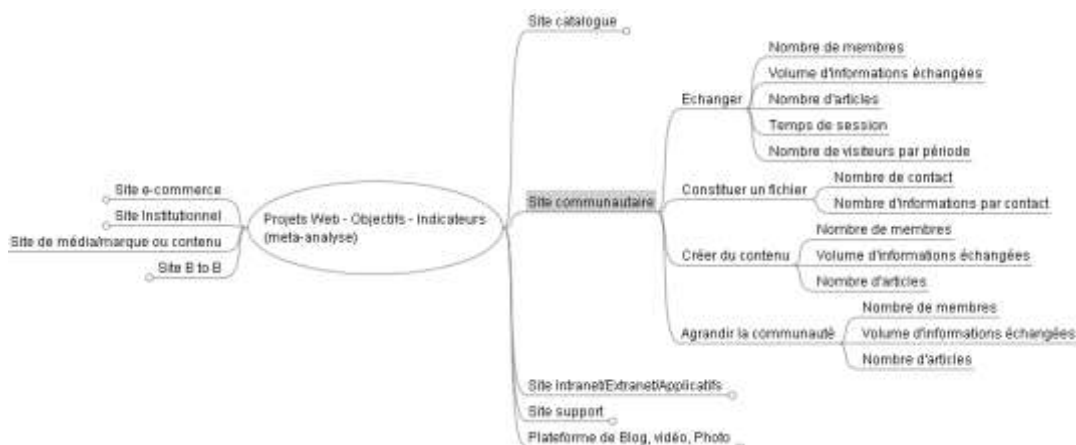 Site catalogue
Nombre de membres
Volume d'informations échangées
Echanger
Nombre d'articles
Temps de session
Nombre de visiteurs par période
Site e-commerce
Site Institutionnel
Site de média/marque ou contenu
Site B to B
Projets Web - Objectifs - Indicateurs
(meta-analyse)
Site communautaire
Constituer un fichier
Nombre de contact
Nombre d'informations par contact
Créer du contenu
Nombre de membres
Volume d'informations échangées
Nombre d'articles
Agrandir la communauté
Nombre de membres
Volume d'informations échangées
Nombre d'articles
Site intranet/Extranet/Applicatifs
Site support
Plateforme de Blog, vidéo, Photo